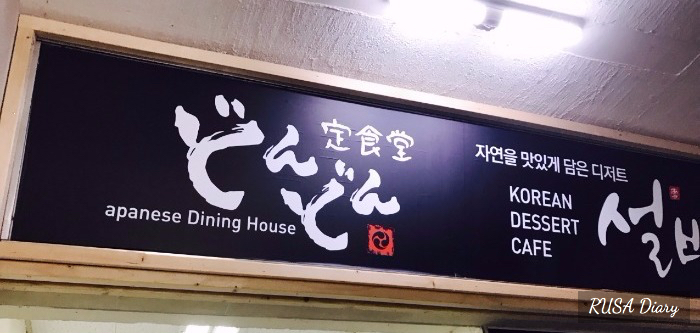 どんどん
定食堂
apanese Dining House
자연을 맛있게 담은 디저트
KOREAN
DESSERT
CAFE
설
RUSA Diary